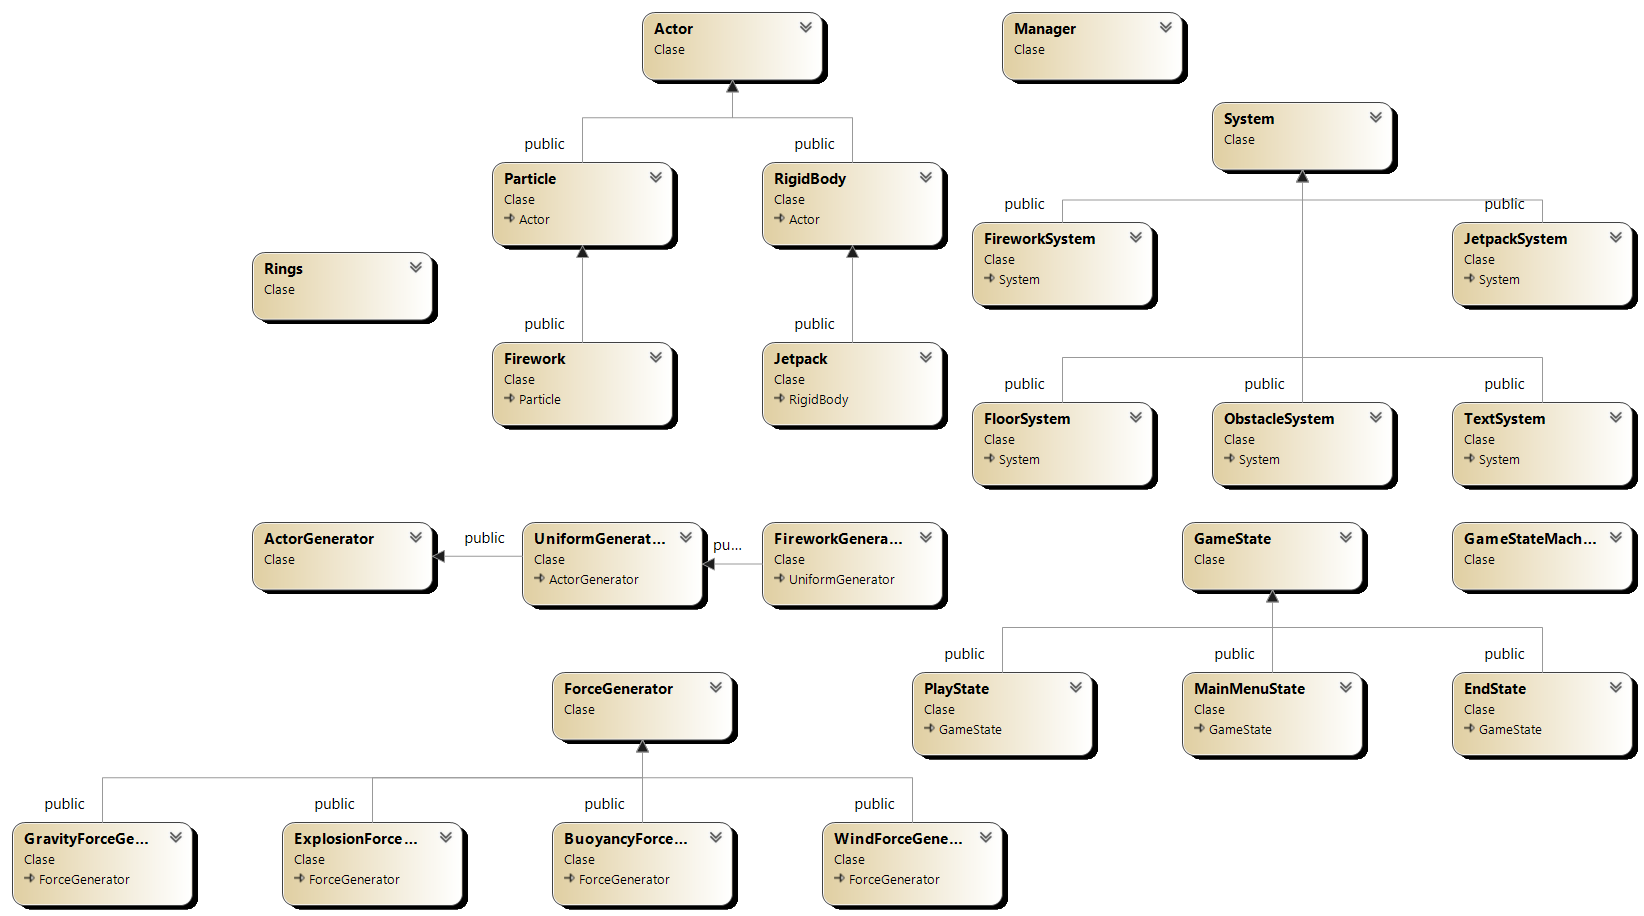 Actor
Clase
Manager
Clase
System
Clase
public
public
Particle
Clase
Actor
RigidBody
Clase
Actor
public
public
FireworkSystem
Clase
System
JetpackSystem
Clase
System
Rings
Clase
public
public
Firework
Clase
Particle
Jetpack
Clase
RigidBody
public
public
public
FloorSystem
Clase
System
ObstacleSystem
Clase
System
TextSystem
Clase
System
ActorGenerator
Clase
public
UniformGenerat...
Clase
ActorGenerator
pu...
FireworkGenera...
Clase
UniformGenerator
GameState
Clase
GameStateMach...
Clase
public
public
public
ForceGenerator
Clase
PlayState
Clase
GameState
MainMenuState
Clase
GameState
EndState
Clase
GameState
public
public
public
public
GravityForceGe...
Clase
ForceGenerator
ExplosionForce...
Clase
ForceGenerator
BuoyancyForce...
Clase
ForceGenerator
WindForceGene...
Clase
ForceGenerator